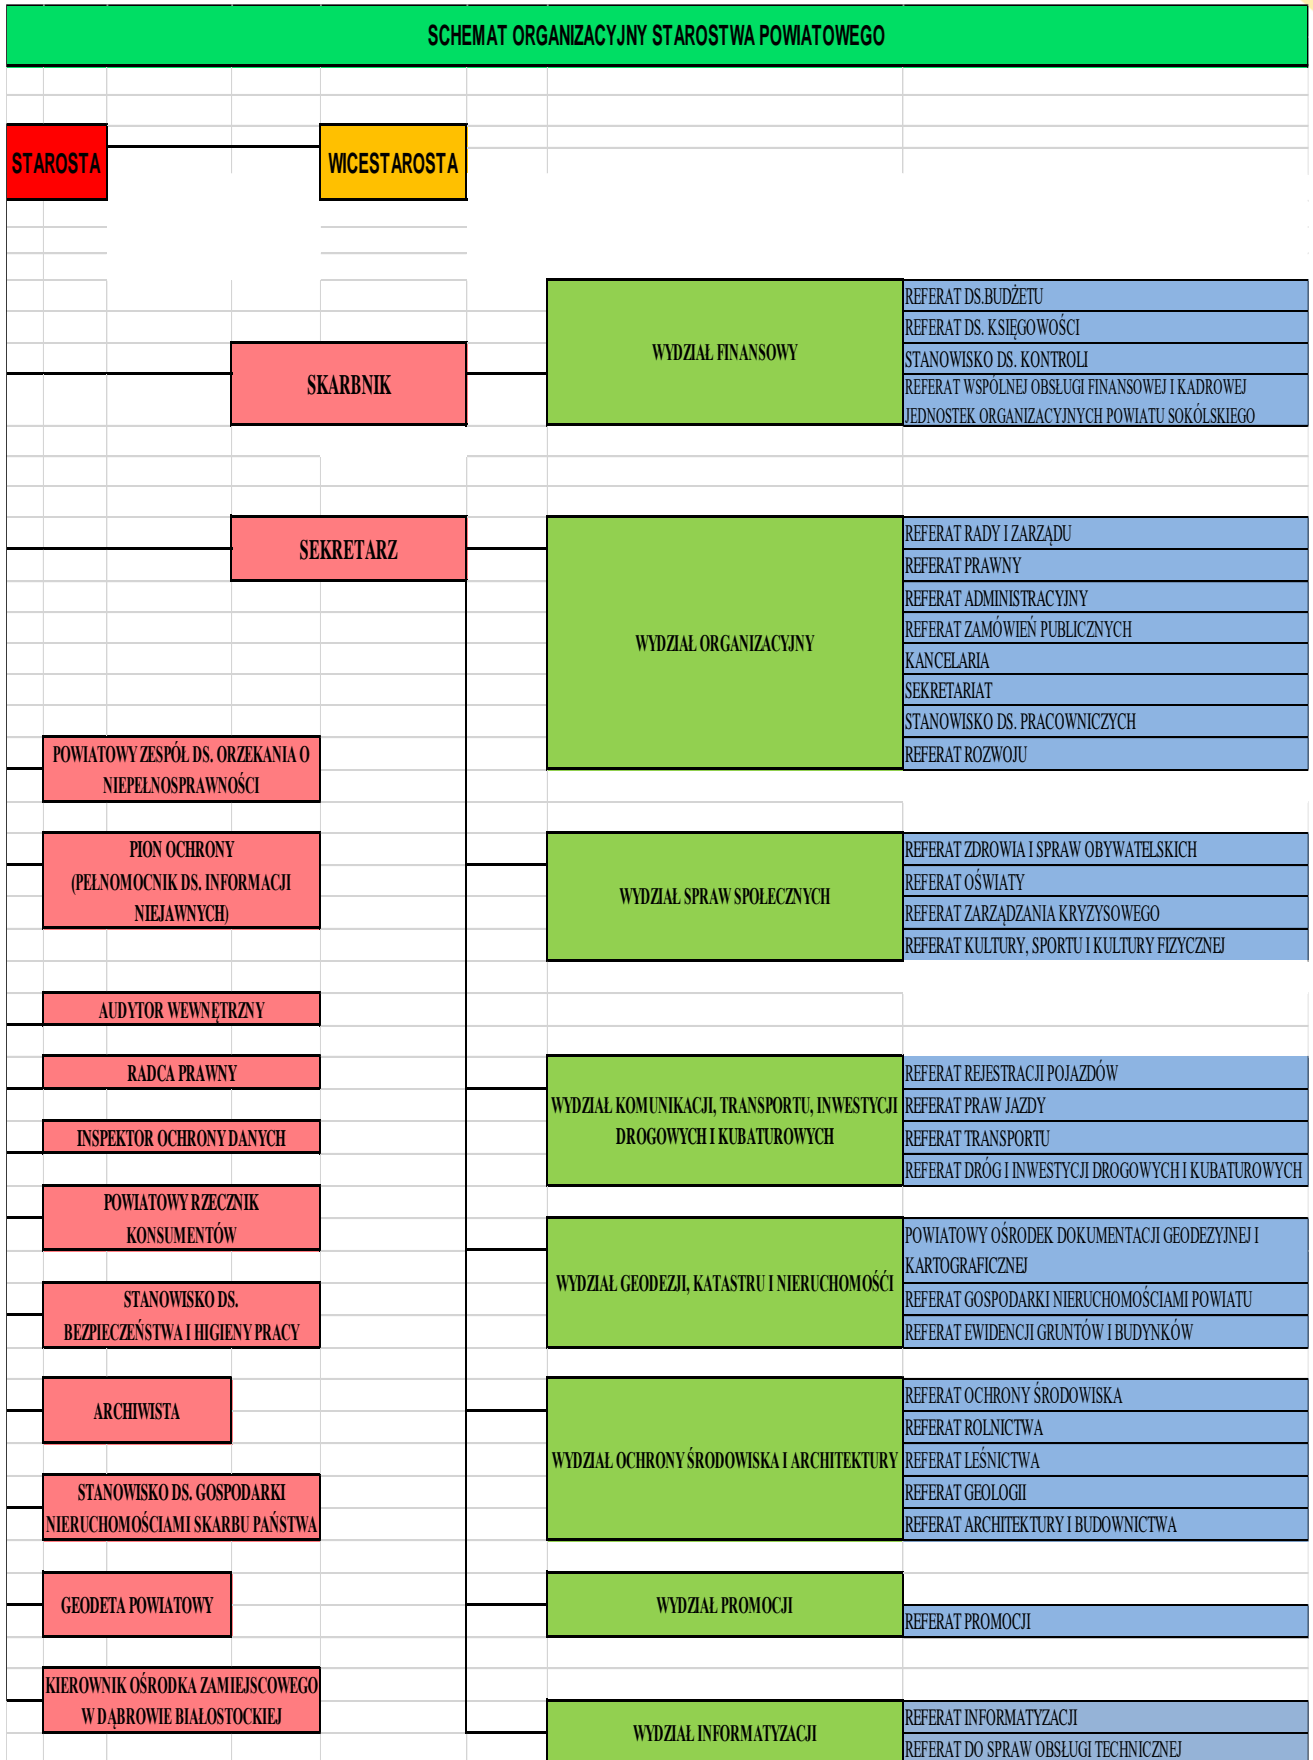 SCHEMAT ORGANIZACYJNY STAROSTWA POWIATOWEGO
STAROSTA
WICESTAROSTA
SKARBNIK
WYDZIAŁ FINANSOWY
REFERAT DS.BUDŻETU
REFERAT DS. KSIĘGOWOŚCI
STANOWISKO DS. KONTROLI
REFERAT WSPÓLNEJ OBSŁUGI FINANSOWEJ I KADROWEJ
JEDNOSTEK ORGANIZACYJNYCH POWIATU SOKÓLSKIEGO
SEKRETARZ
WYDZIAŁ ORGANIZACYJNY
REFERAT RADY I ZARZĄDU
REFERAT PRAWNY
REFERAT ADMINISTRACYJNY
REFERAT ZAMÓWIEŃ PUBLICZNYCH
KANCELARIA
SEKRETARIAT
STANOWISKO DS. PRACOWNICZYCH
REFERAT ROZWOJU
POWIATOWY ZESPÓŁ DS. ORZEKANIA O
NIEPEŁNOSPRAWNOŚCI
PION OCHRONY
(PEŁNOMOCNIK DS. INFORMACJI
NIEJAWNYCH)
WYDZIAŁ SPRAW SPOŁECZNYCH
REFERAT ZDROWIA I SPRAW OBYWATELSKICH
REFERAT OŚWIATY
REFERAT ZARZĄDZANIA KRYZYSOWEGO
REFERAT KULTURY, SPORTU I KULTURY FIZYCZNEJ
AUDYTOR WEWNĘTRZNY
RADCA PRAWNY
INSPEKTOR OCHRONY DANYCH
WYDZIAŁ KOMUNIKACJI, TRANSPORTU, INWESTYCJI
DROGOWYCH I KUBATUROWYCH
REFERAT REJESTRACJI POJAZDÓW
REFERAT PRAW JAZDY
REFERAT TRANSPORTU
REFERAT DRÓG I INWESTYCJI DROGOWYCH I KUBATUROWYCH
POWIATOWY RZECZNIK
KONSUMENTÓW
STANOWISKO DS.
BEZPIECZEŃSTWA I HIGIENY PRACY
WYDZIAŁ GEODEZJI, KATASTRU I NIERUCHOMOŚĆI
POWIATOWY OŚRODEK DOKUMENTACJI GEODEZYJNEJ I
KARTOGRAFICZNEJ
REFERAT GOSPODARKI NIERUCHOMOŚCIAMI POWIATU
REFERAT EWIDENCJI GRUNTÓW I BUDYNKÓW
ARCHIWISTA
STANOWISKO DS. GOSPODARKI
NIERUCHOMOŚCIAMI SKARBU PAŃSTWA
WYDZIAŁ OCHRONY ŚRODOWISKA I ARCHITEKTURY
REFERAT OCHRONY ŚRODOWISKA
REFERAT ROLNICTWA
REFERAT LEŚNICTWA
REFERAT GEOLOGII
REFERAT ARCHITEKTURY I BUDOWNICTWA
GEODETA POWIATOWY
WYDZIAŁ PROMOCJI
REFERAT PROMOCJI
KIEROWNIK OŚRODKA ZAMIEJSCOWEGO
W DĄBROWIE BIAŁOSTOCKIEJ
WYDZIAŁ INFORMATYZACJI
REFERAT INFORMATYZACJI
REFERAT DO SPRAW OBSŁUGI TECHNICZNEJ